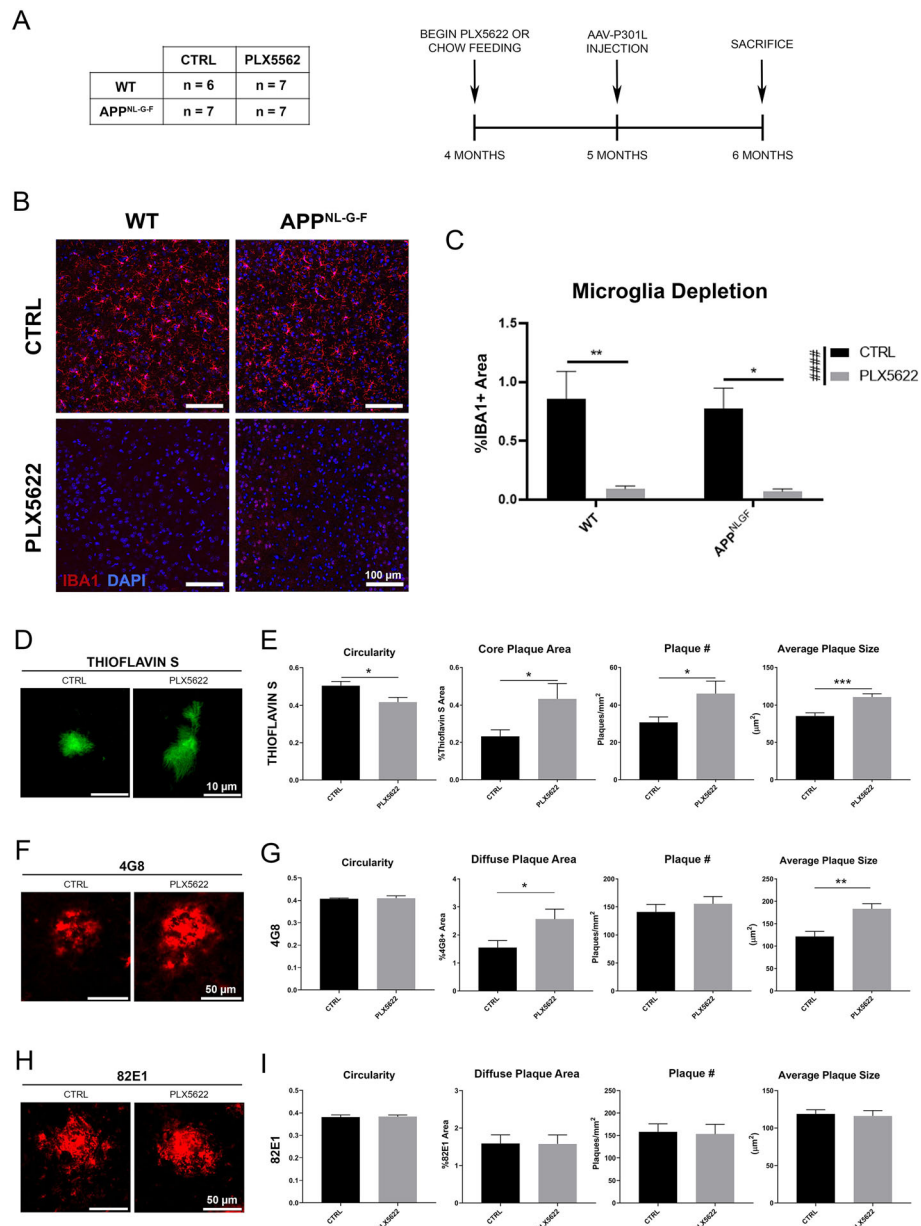 A
CTRL PLX5562
WT n = 6 n = 7
APP^NL-G-F n = 7 n = 7
BEGIN PLX5622 OR
CHOW FEEDING
AAV-P301L
INJECTION
SACRIFICE
4 MONTHS 5 MONTHS 6 MONTHS
B
WT APP^NL-G-F
CTRL
PLX5622
IBA1 DAPI
100 µm
C
Microglia Depletion
%IBA1+ Area
1.5
1.0
0.5
0.0
** *
WT APP^NLGF
CTRL
PLX5622
####
D
THIOFLAVIN S
CTRL PLX5622
10 µm
E
THIOFLAVIN S
Circularity
0.6
0.4
0.2
0.0
*
CTRL PLX5622
Core Plaque Area
%Thioflavin S Area
0.6
0.4
0.2
0.0
*
CTRL PLX5622
Plaque #
Plaques/mm²
60
40
20
0
*
CTRL PLX5622
Average Plaque Size
(µm²)
150
100
50
0
***
CTRL PLX5622
F
4G8
CTRL PLX5622
50 µm
G
4G8
Circularity
0.5
0.4
0.3
0.2
0.1
0.0
CTRL PLX5622
Diffuse Plaque Area
%4G8+ Area
4
3
2
1
0
*
CTRL PLX5622
Plaque #
Plaques/mm²
200
150
100
50
0
CTRL PLX5622
Average Plaque Size
(µm²)
250
200
150
100
50
0
**
CTRL PLX5622
H
82E1
CTRL PLX5622
50 µm
I
82E1
Circularity
0.5
0.4
0.3
0.2
0.1
0.0
CTRL PLX5622
Diffuse Plaque Area
%82E1 Area
3
2
1
0
CTRL PLX5622
Plaque #
Plaques/mm²
200
150
100
50
0
CTRL PLX5622
Average Plaque Size
(µm²)
150
100
50
0
CTRL PLX5622